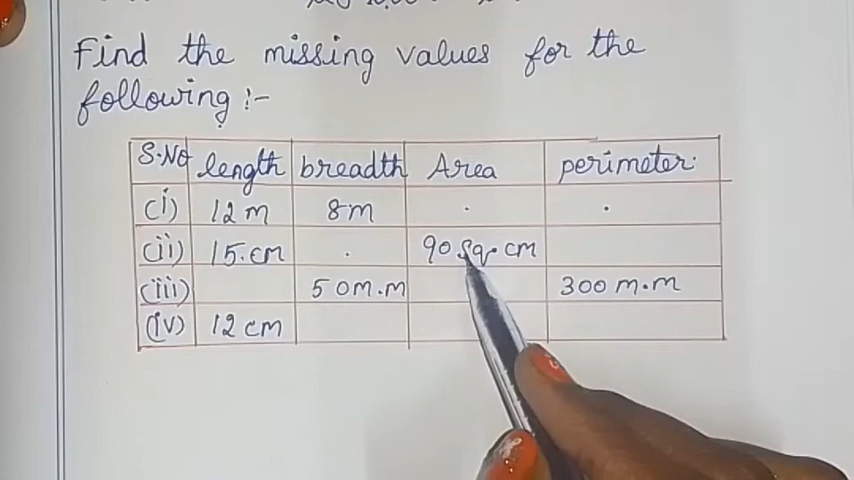 Find the missing values for the
following :-
S.No length breadth Area perimeter.
(i) 12 m 8 m . .
(ii) 15.cm . 90 sq.cm
(iii) 50 m.m 300 m.m
(iv) 12 cm